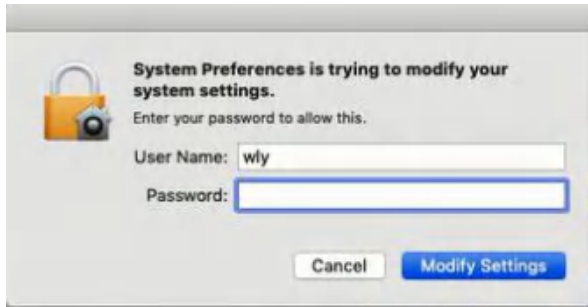 System Preferences is trying to modify your
system settings.
Enter your password to allow this.
User Name: wly
Password:
Cancel Modify Settings